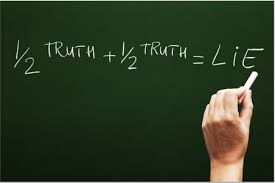 1/2 TRUTH + 1/2 TRUTH = LiE